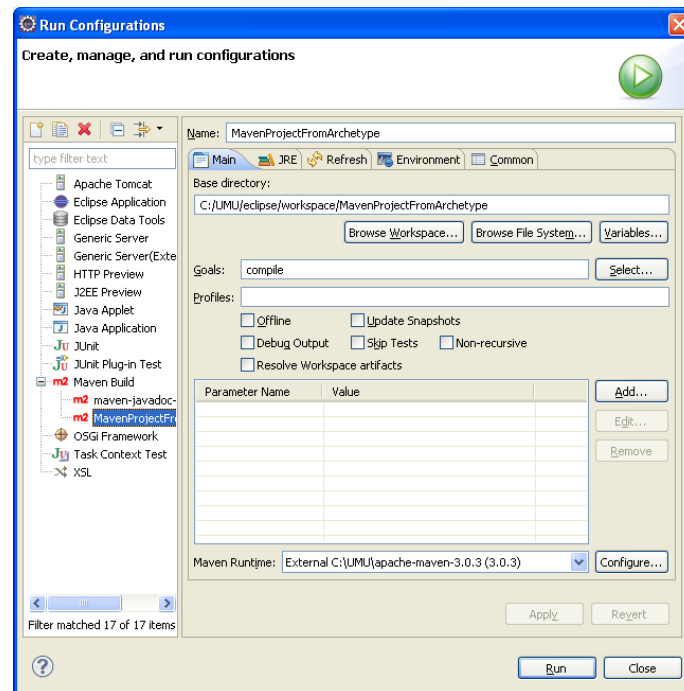 Run Configurations
Create, manage, and run configurations
Name: MavenProjectFromArchetype
type filter text
Main JRE Refresh Environment Common
Base directory:
C:/UMU/eclipse/workspace/MavenProjectFromArchetype
Browse Workspace... Browse File System... Variables...
Goals: compile Select...
Profiles:
Offline Update Snapshots
Debug Output Skip Tests Non-recursive
Resolve Workspace artifacts
Parameter Name Value
Add...
Edit...
Remove
Apache Tomcat
Eclipse Application
Eclipse Data Tools
Generic Server
Generic Server(Exte
HTTP Preview
J2EE Preview
Java Applet
Java Application
Ju JUnit
JUnit Plug-in Test
m2 Maven Build
m2 maven-javadoc-
m2 MavenProjectFr
OSGi Framework
Ju Task Context Test
XSL
Maven Runtime: External C:\UMU\apache-maven-3.0.3 (3.0.3) Configure...
Filter matched 17 of 17 items
Apply Revert
? Run Close